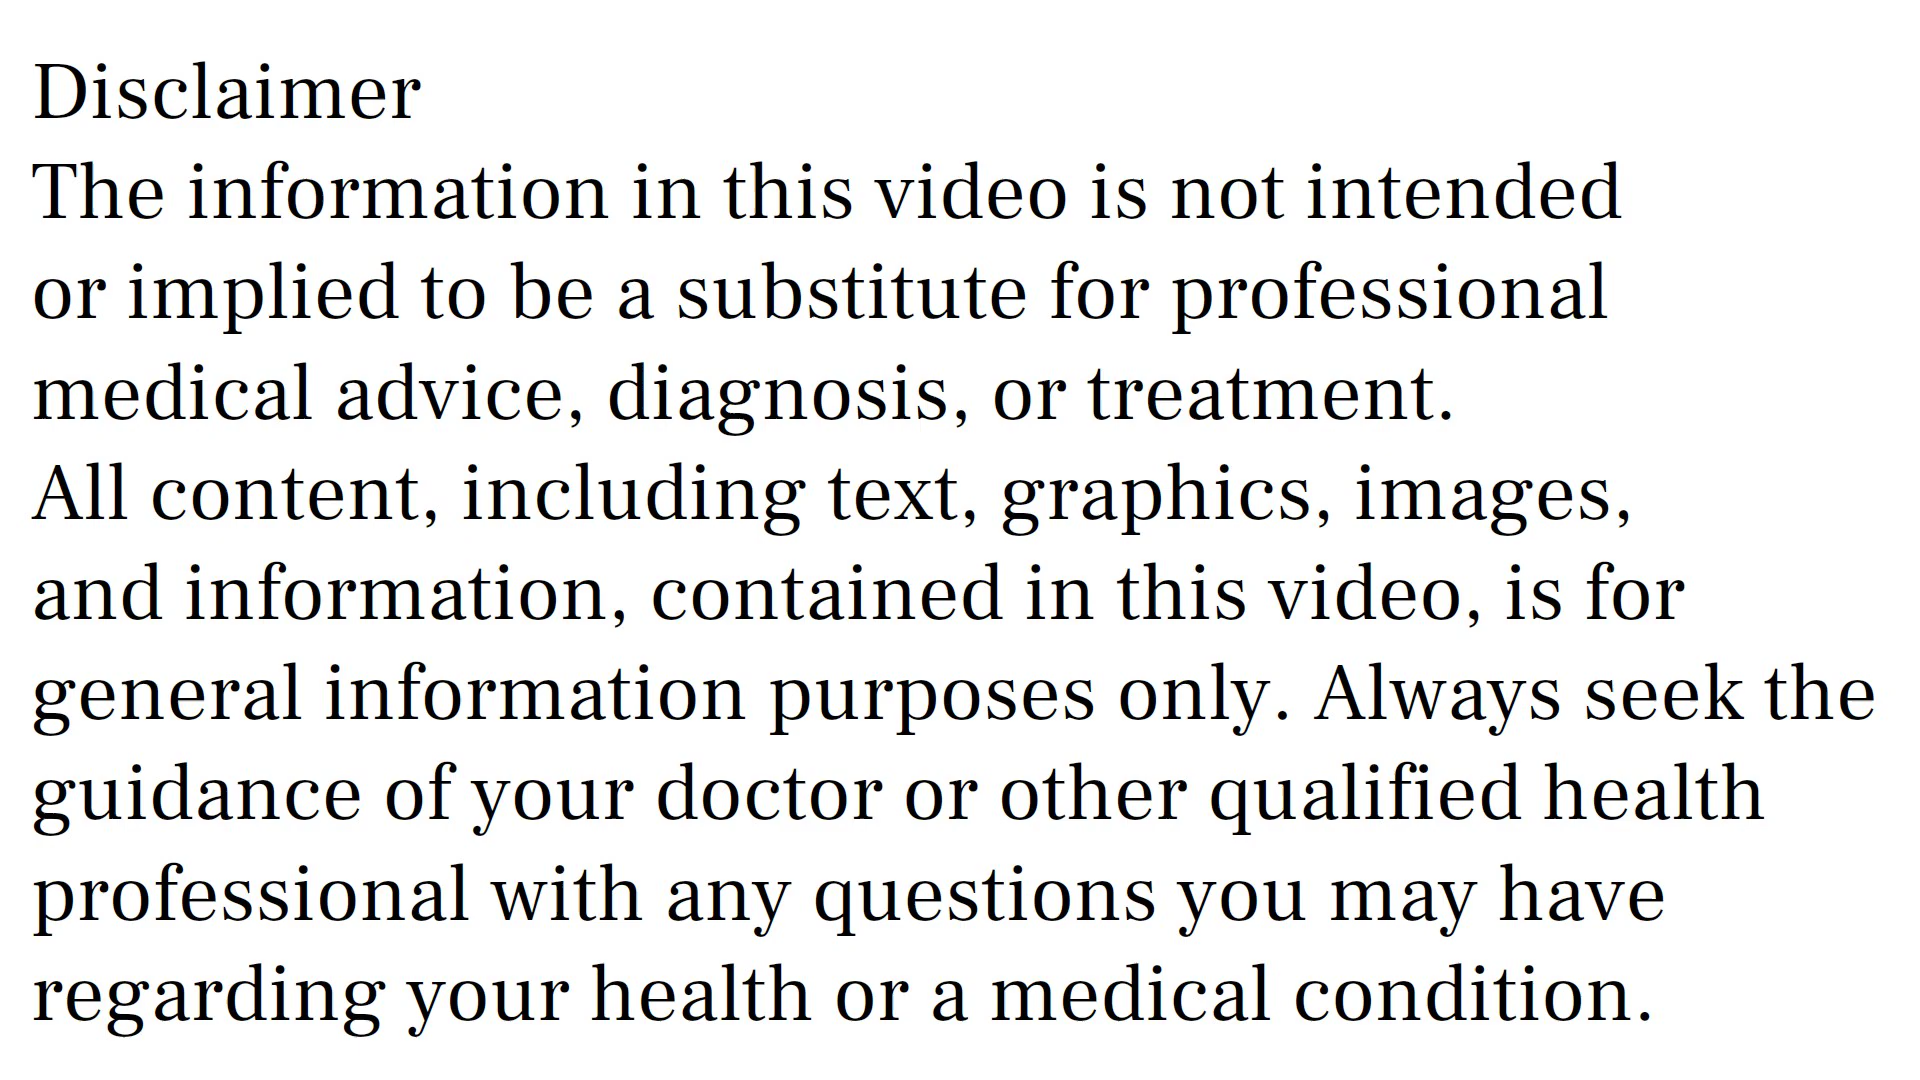 Disclaimer
The information in this video is not intended
or implied to be a substitute for professional
medical advice, diagnosis, or treatment.
All content, including text, graphics, images,
and information, contained in this video, is for
general information purposes only. Always seek the
guidance of your doctor or other qualified health
professional with any questions you may have
regarding your health or a medical condition.